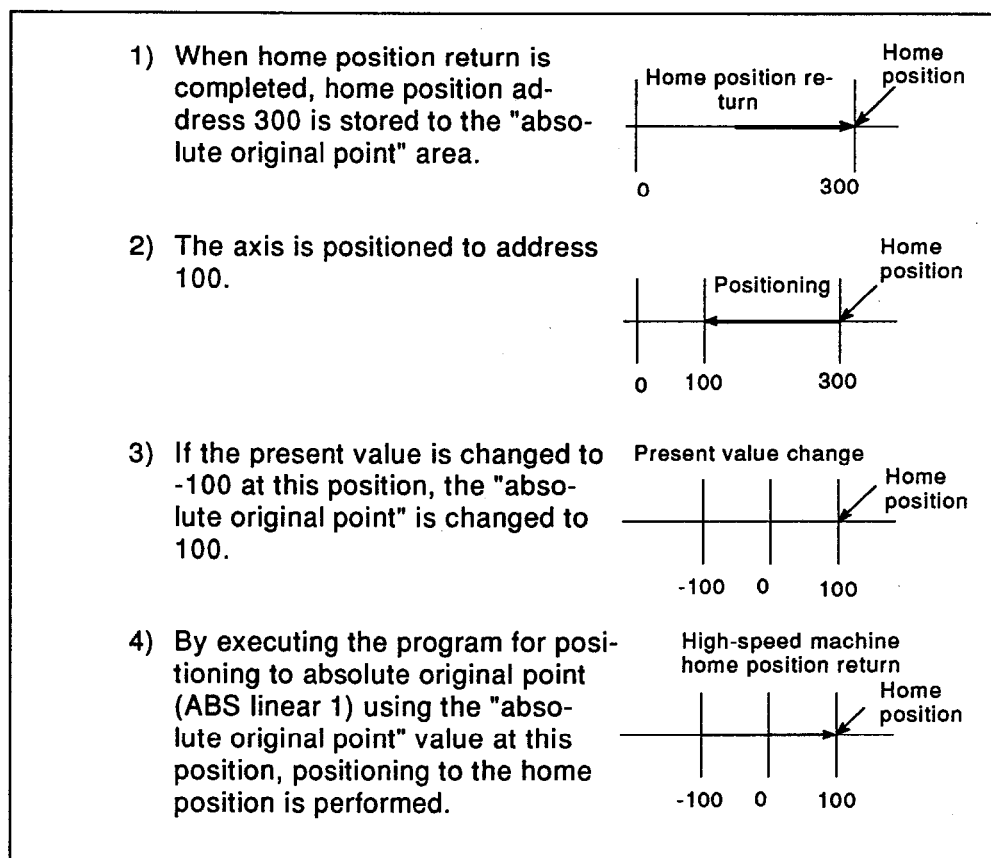 1) When home position return is
completed, home position ad-
dress 300 is stored to the "abso-
lute original point" area.
Home position re-
turn
Home
position
0
300
2) The axis is positioned to address
100.
Positioning
Home
position
0
100
300
3) If the present value is changed to
-100 at this position, the "abso-
lute original point" is changed to
100.
Present value change
Home
position
-100
0
100
4) By executing the program for posi-
tioning to absolute original point
(ABS linear 1) using the "abso-
lute original point" value at this
position, positioning to the home
position is performed.
High-speed machine
home position return
Home
position
-100
0
100